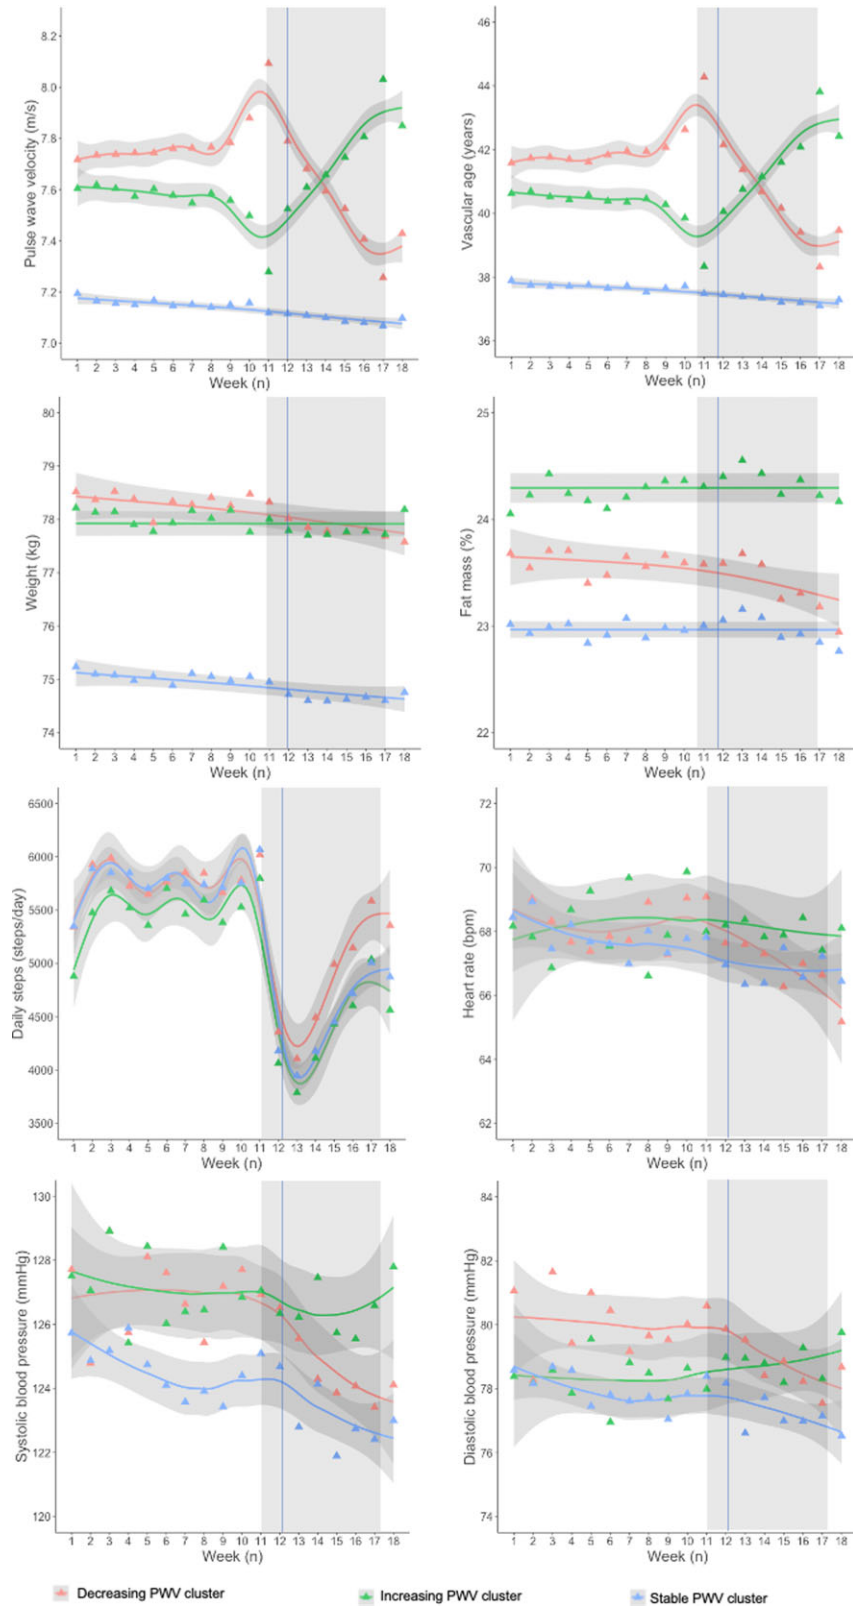 Pulse wave velocity (m/s)
8.2
8.0
7.8
7.6
7.4
7.2
7.0
1 2 3 4 5 6 7 8 9 10 11 12 13 14 15 16 17 18
Week (n)
Vascular age (years)
46
44
42
40
38
36
1 2 3 4 5 6 7 8 9 10 11 12 13 14 15 16 17 18
Week (n)
Weight (kg)
80
79
78
77
76
75
74
1 2 3 4 5 6 7 8 9 10 11 12 13 14 15 16 17 18
Week (n)
Fat mass (%)
25
24
23
22
1 2 3 4 5 6 7 8 9 10 11 12 13 14 15 16 17 18
Week (n)
Daily steps (steps/day)
6500
6000
5500
5000
4500
4000
3500
1 2 3 4 5 6 7 8 9 10 11 12 13 14 15 16 17 18
Week (n)
Heart rate (bpm)
72
70
68
66
64
62
1 2 3 4 5 6 7 8 9 10 11 12 13 14 15 16 17 18
Week (n)
Systolic blood pressure (mmHg)
130
128
126
124
122
120
1 2 3 4 5 6 7 8 9 10 11 12 13 14 15 16 17 18
Week (n)
Diastolic blood pressure (mmHg)
84
82
80
78
76
74
1 2 3 4 5 6 7 8 9 10 11 12 13 14 15 16 17 18
Week (n)
Decreasing PWV cluster
Increasing PWV cluster
Stable PWV cluster